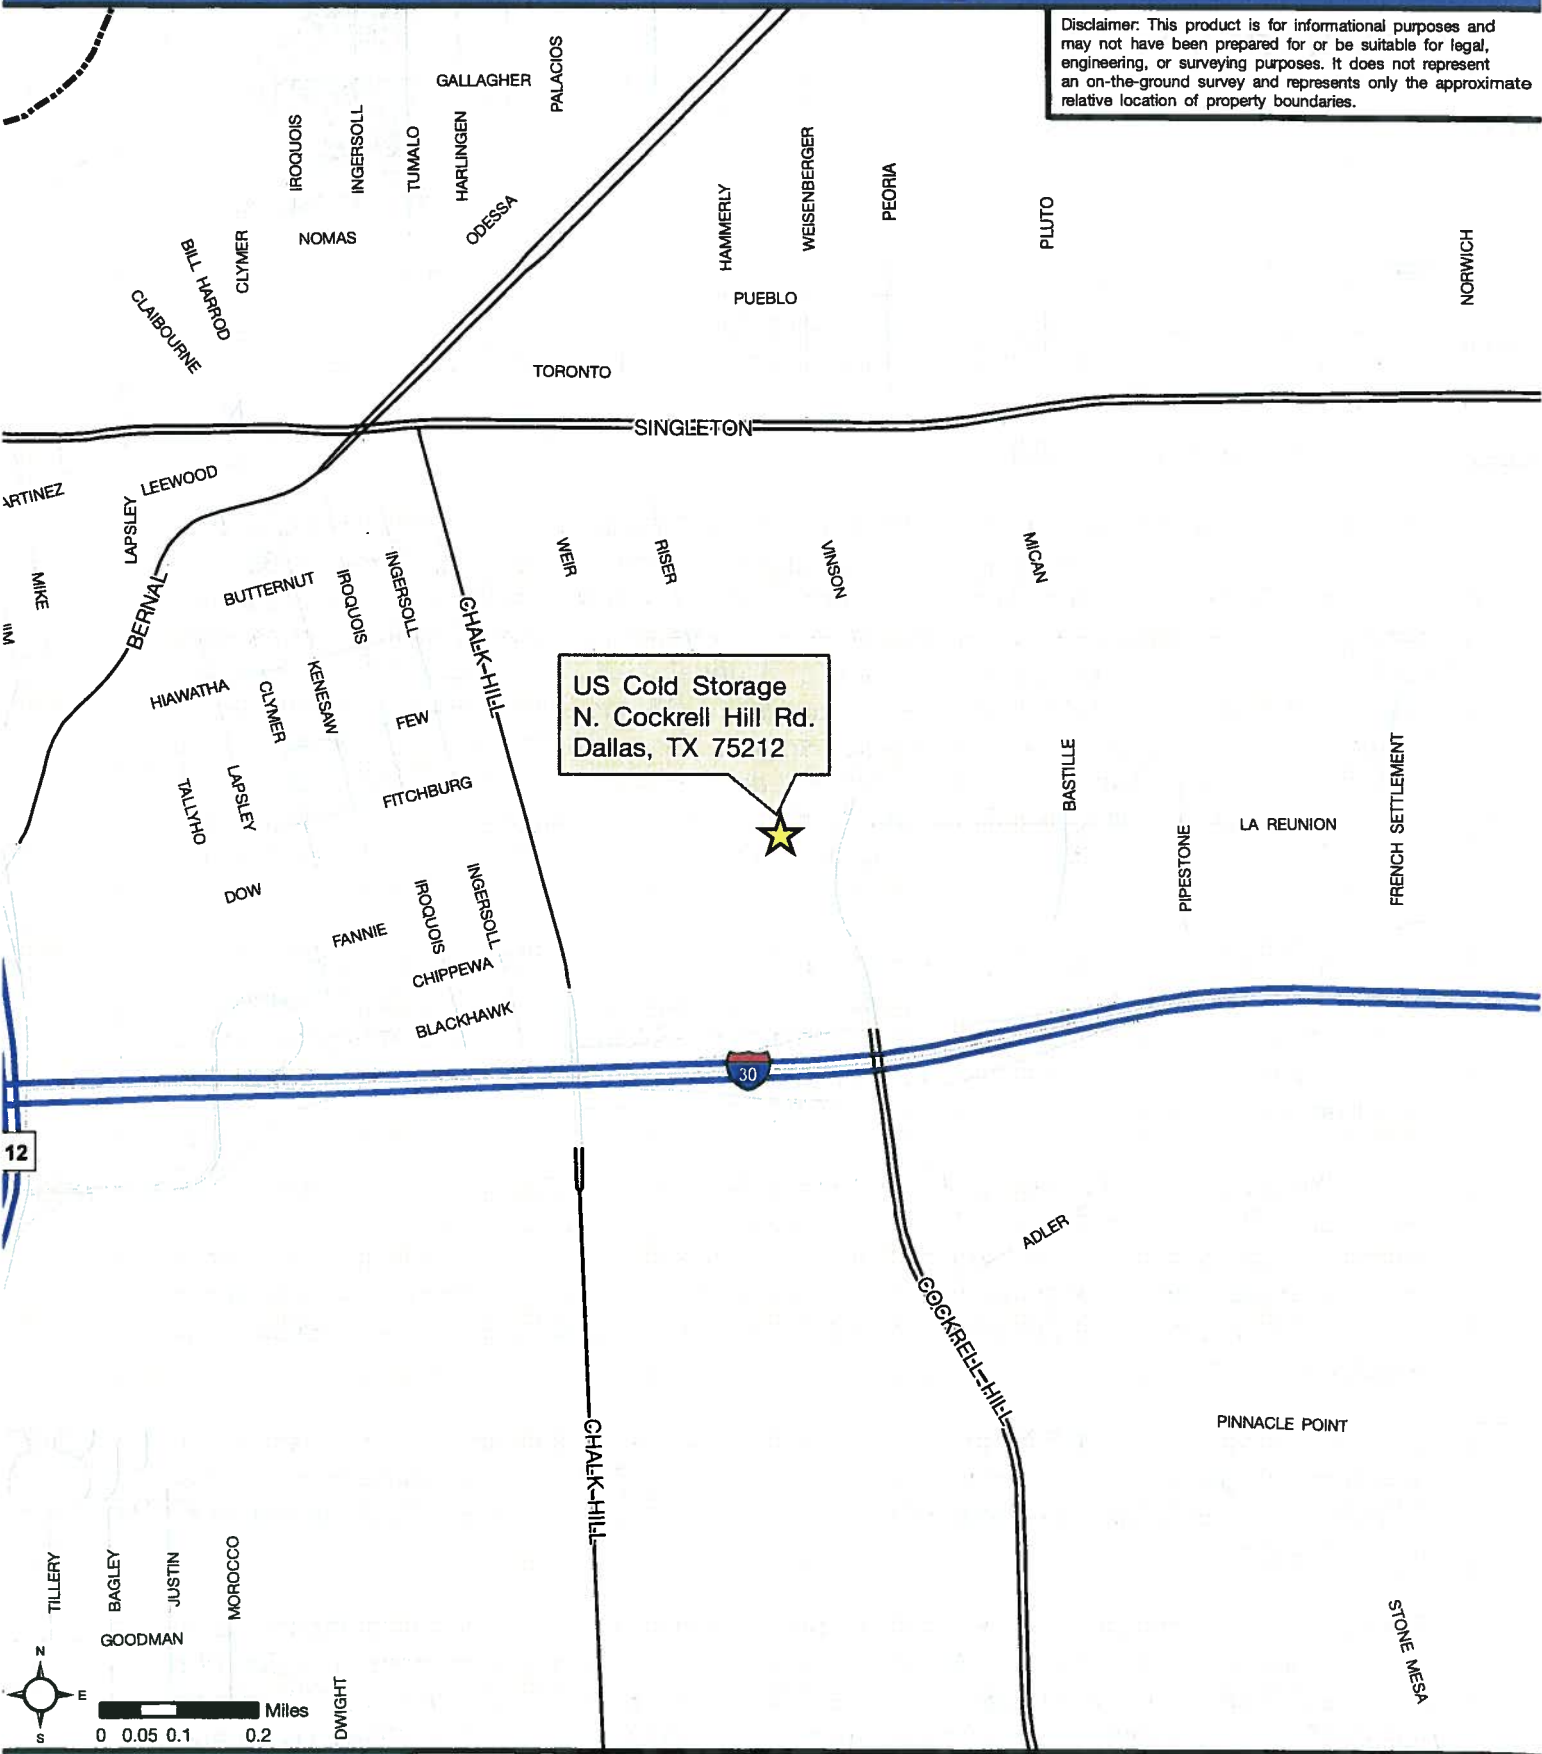 Disclaimer: This product is for informational purposes and
may not have been prepared for or be suitable for legal,
engineering, or surveying purposes. It does not represent
an on-the-ground survey and represents only the approximate
relative location of property boundaries.
GALLAGHER
PALACIOS
IROQUOIS
INGERSOLL
TUMALO
HARLINGEN
ODESSA
HAMMERLY
WEISENBERGER
PEORIA
PLUTO
NORWICH
NOMAS
CLYMER
BILL HARROD
CLAIBOURNE
PUEBLO
TORONTO
SINGLETON
ARTINEZ
LEEWOOD
LAPSLEY
MIKE
BERNAL
BUTTERNUT
IROQUOIS
INGERSOLL
CHALK HILL
WEIR
RISER
VINSON
MICAN
HIAWATHA
CLYMER
KENESAW
FEW
US Cold Storage
N. Cockrell Hill Rd.
Dallas, TX 75212
TALLYHO
LAPSLEY
FITCHBURG
BASTILLE
PIPESTONE
LA REUNION
FRENCH SETTLEMENT
DOW
FANNIE
IROQUOIS
INGERSOLL
CHIPPEWA
BLACKHAWK
30
12
ADLER
COCKRELL HILL
CHALK HILL
PINNACLE POINT
TILLERY
BAGLEY
JUSTIN
MOROCCO
GOODMAN
DWIGHT
STONE MESA
N
E
S
Miles
0 0.05 0.1 0.2